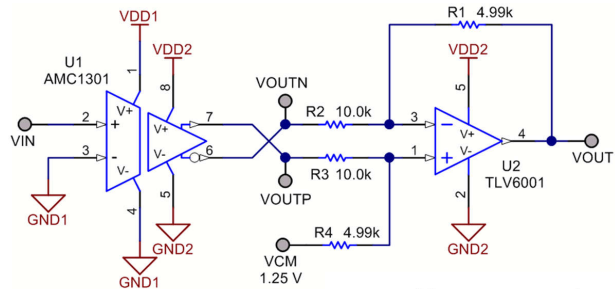 R1 4.99k
VDD1
U1
AMC1301
VDD2
VDD2
VOUTN
1
8
5
V+
V+
7
R2 10.0k
3
V+
VIN
2
+
−
4
VOUT
3
-
V-
V-
6
1
+
V-
U2
TLV6001
R3 10.0k
GND1
4
5
GND2
VOUTP
2
R4 4.99k
GND1
VCM
1.25 V
GND2